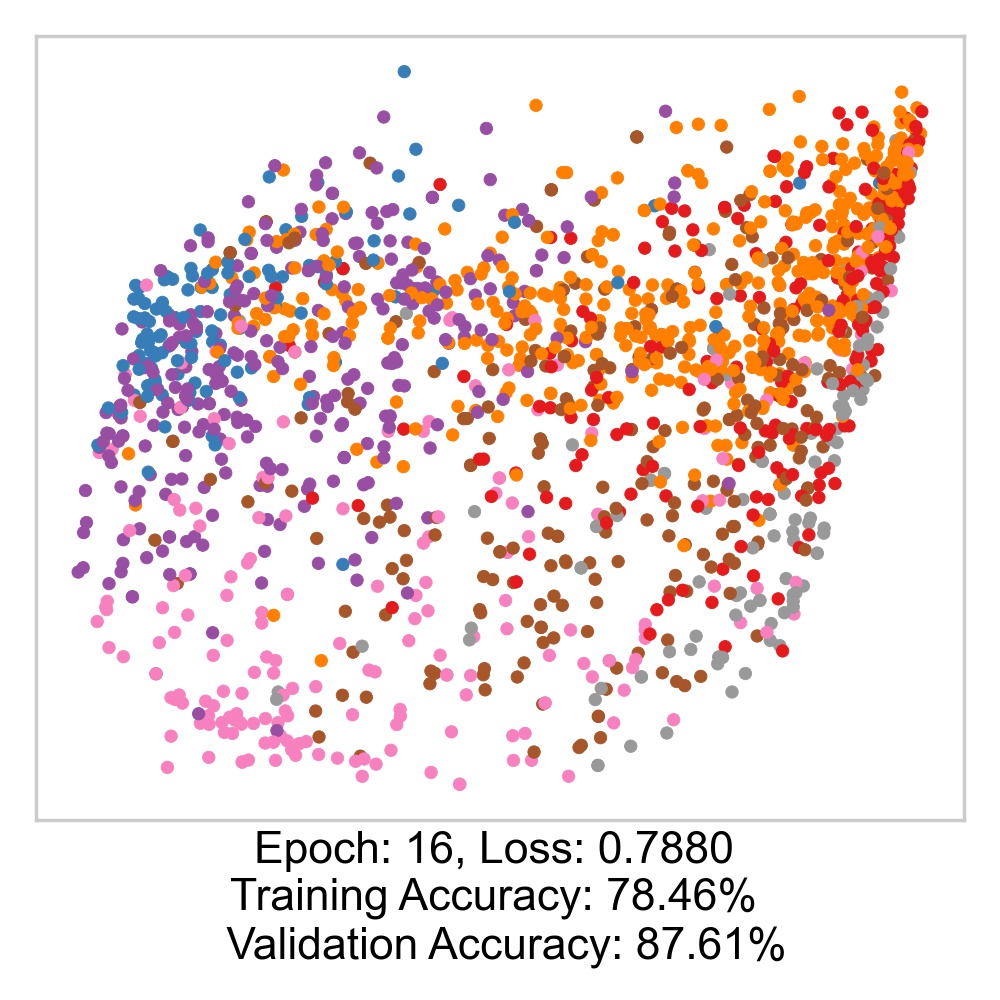 Epoch: 16, Loss: 0.7880
Training Accuracy: 78.46%
Validation Accuracy: 87.61%